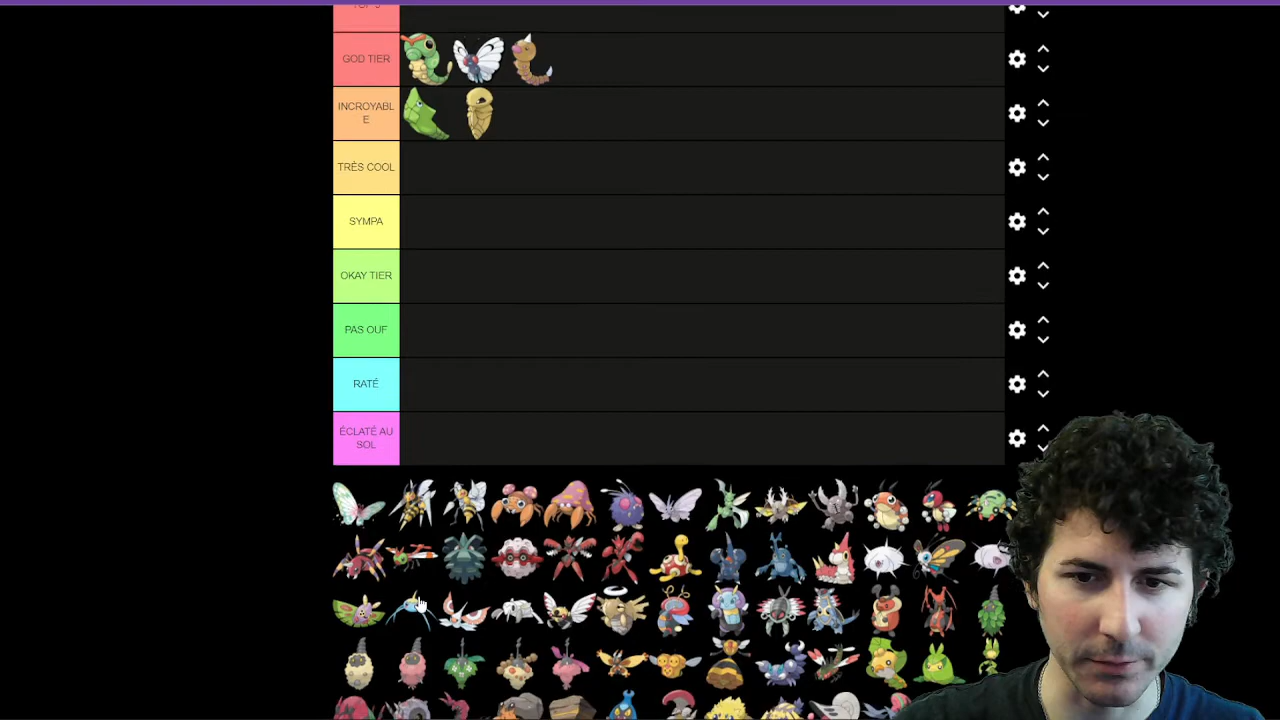 GOD TIER
INCROYABL
E
TRÈS COOL
SYMPA
OKAY TIER
PAS OUF
RATÉ
ÉCLATÉ AU
SOL